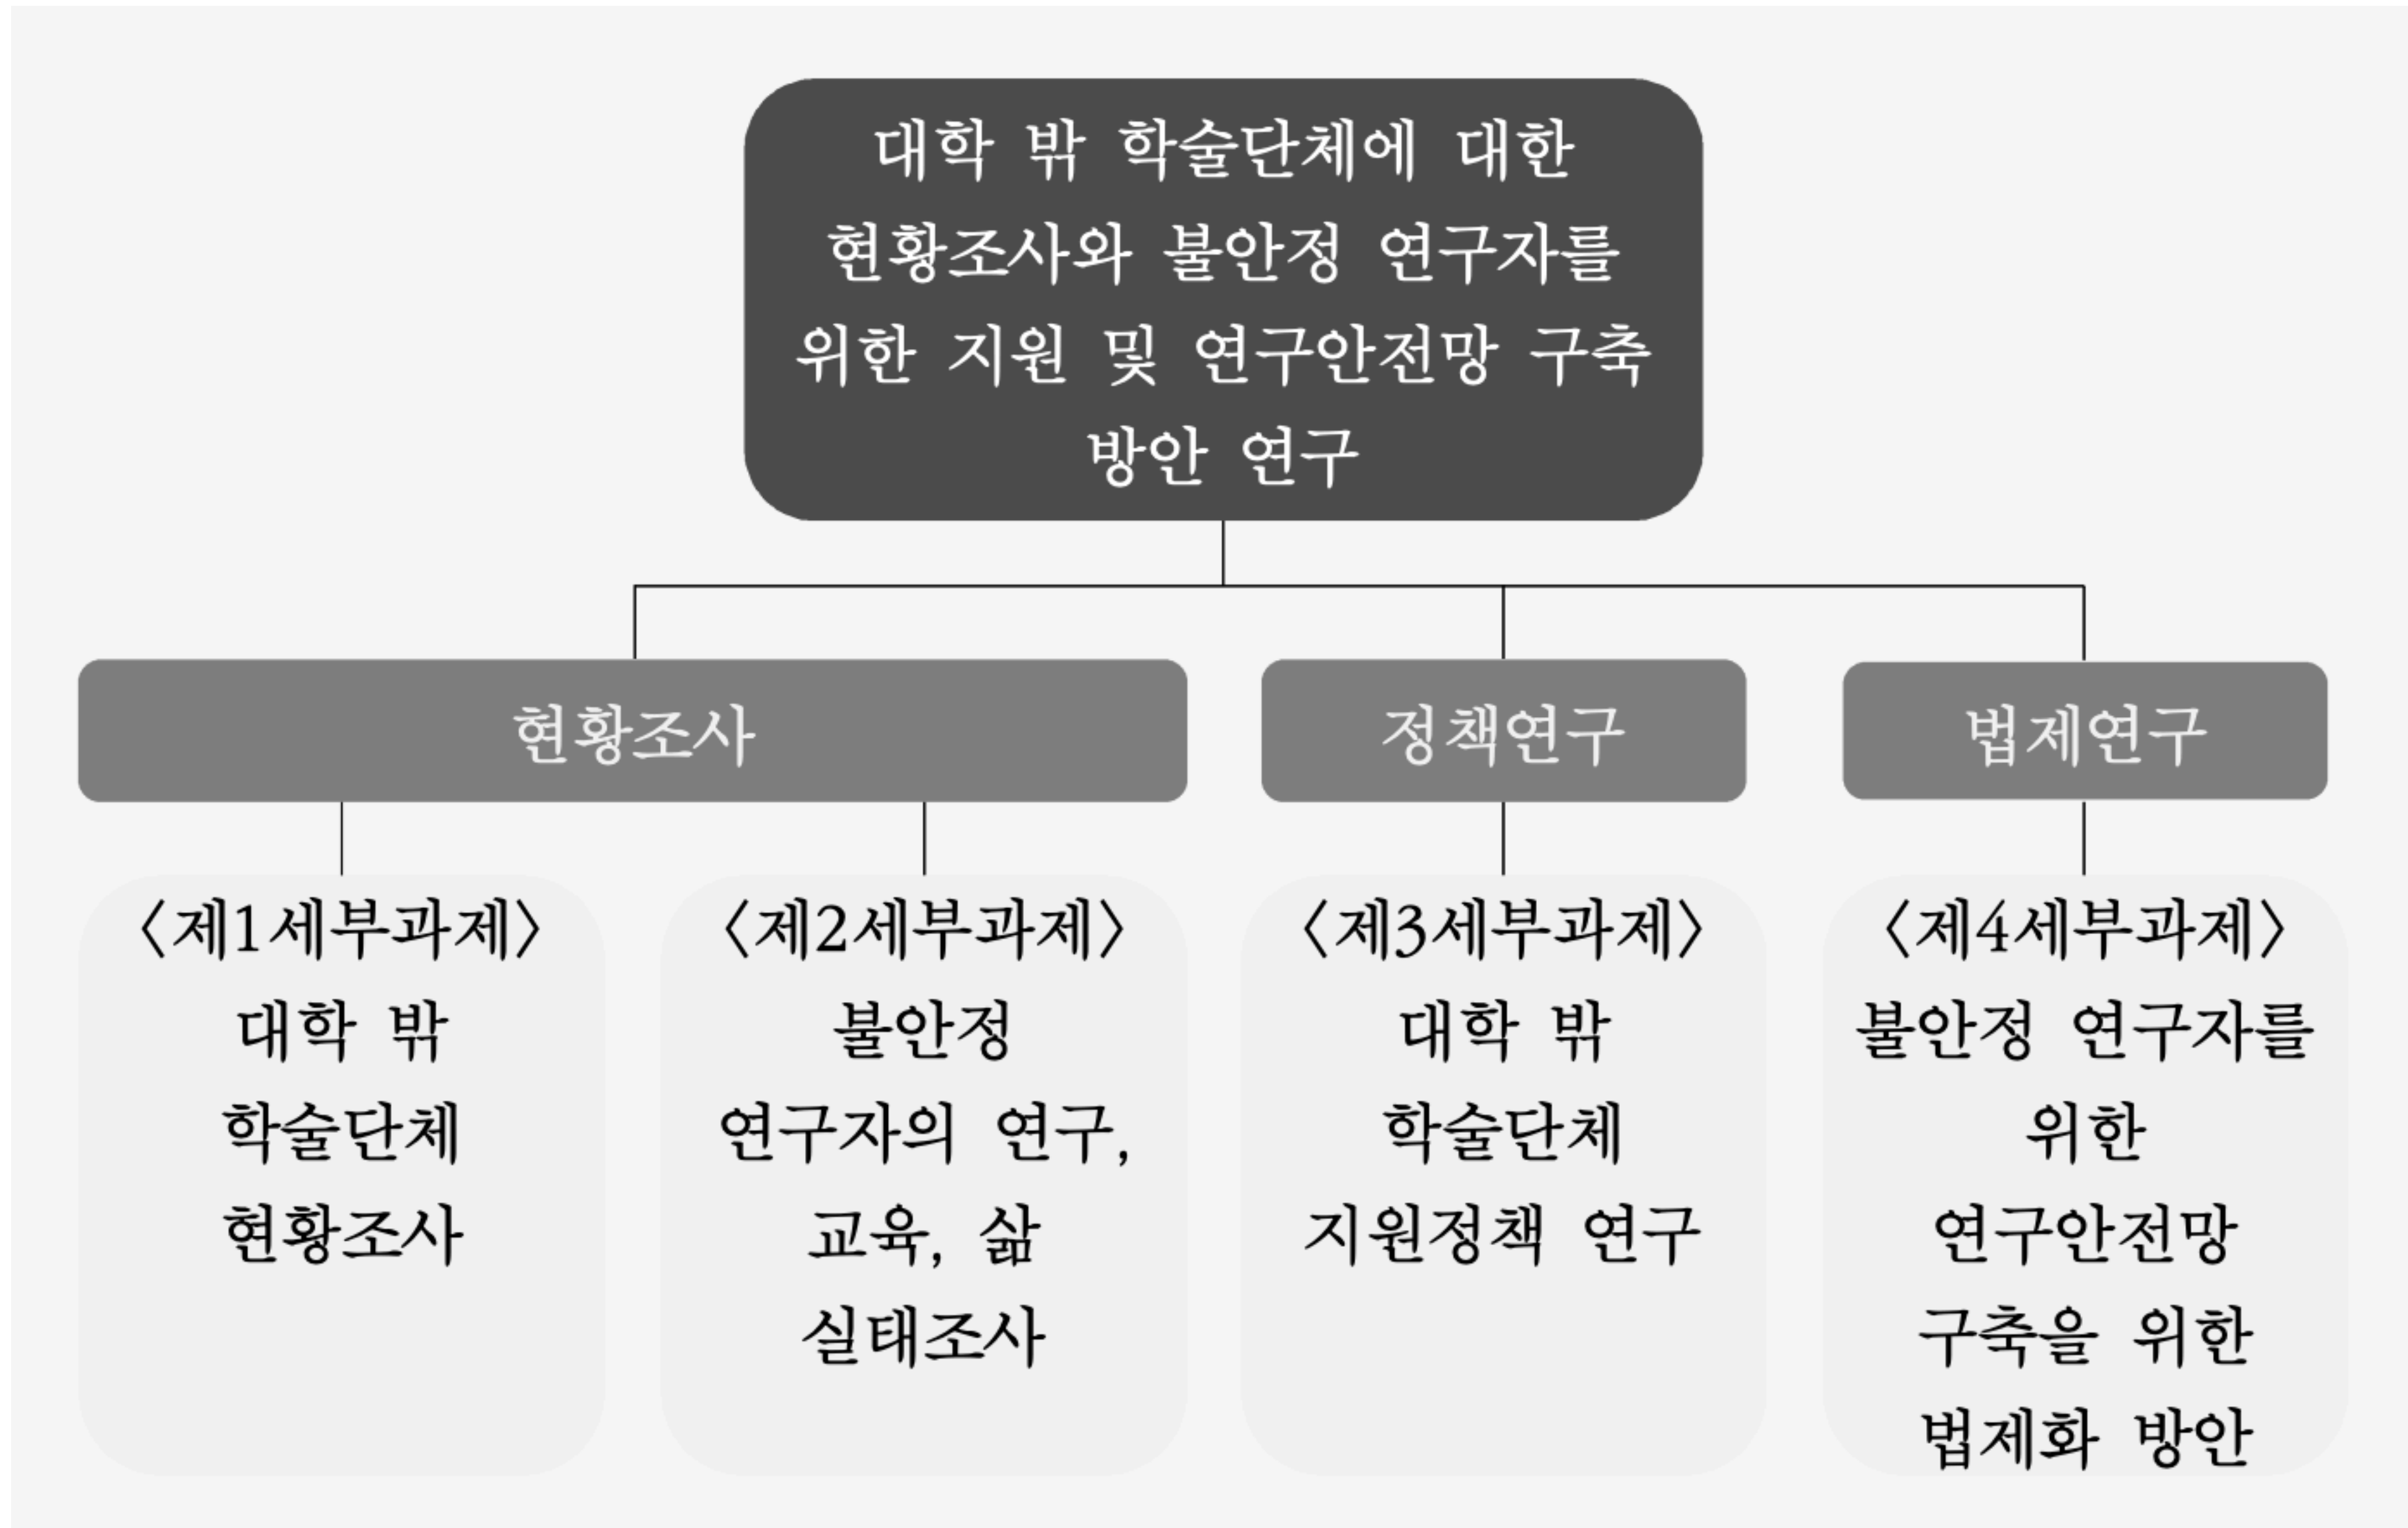 대학 밖 학술단체에 대한
현황조사와 불안정 연구자를
위한 지원 및 연구안전망 구축
방안 연구
현황조사
정책연구
법제연구
〈제1세부과제〉
대학 밖
학술단체
현황조사
〈제2세부과제〉
불안정
연구자의 연구,
교육, 삶
실태조사
〈제3세부과제〉
대학 밖
학술단체
지원정책 연구
〈제4세부과제〉
불안정 연구자를
위한
연구안전망
구축을 위한
법제화 방안